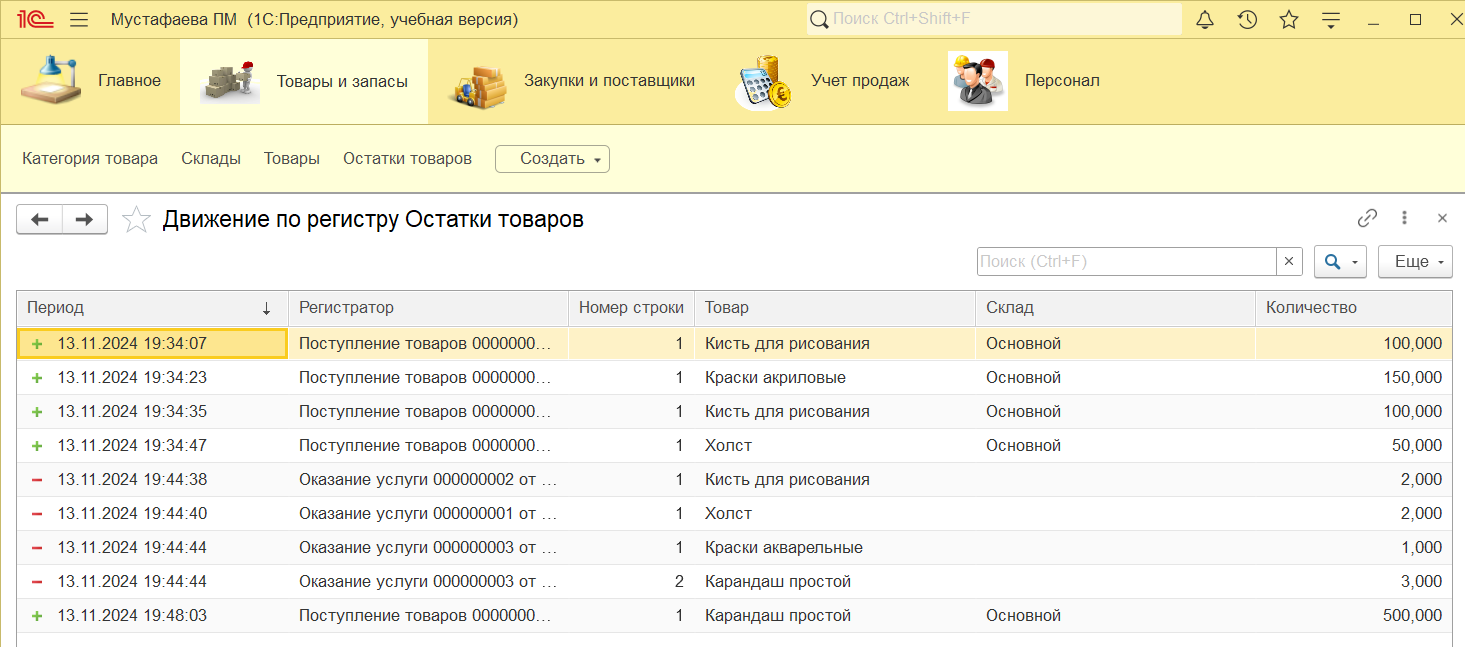 1С Мустафаева ПМ (1С:Предприятие, учебная версия) Поиск Ctrl+Shift+F
Главное Товары и запасы Закупки и поставщики Учет продаж Персонал
Категория товара Склады Товары Остатки товаров Создать
Движение по регистру Остатки товаров
Поиск (Ctrl+F) × Еще
Период ↓ Регистратор Номер строки Товар Склад Количество
+ 13.11.2024 19:34:07 Поступление товаров 0000000... 1 Кисть для рисования Основной 100,000
+ 13.11.2024 19:34:23 Поступление товаров 0000000... 1 Краски акриловые Основной 150,000
+ 13.11.2024 19:34:35 Поступление товаров 0000000... 1 Кисть для рисования Основной 100,000
+ 13.11.2024 19:34:47 Поступление товаров 0000000... 1 Холст Основной 50,000
− 13.11.2024 19:44:38 Оказание услуги 000000002 от ... 1 Кисть для рисования 2,000
− 13.11.2024 19:44:40 Оказание услуги 000000001 от ... 1 Холст 2,000
− 13.11.2024 19:44:44 Оказание услуги 000000003 от ... 1 Краски акварельные 1,000
− 13.11.2024 19:44:44 Оказание услуги 000000003 от ... 2 Карандаш простой 3,000
+ 13.11.2024 19:48:03 Поступление товаров 0000000... 1 Карандаш простой Основной 500,000